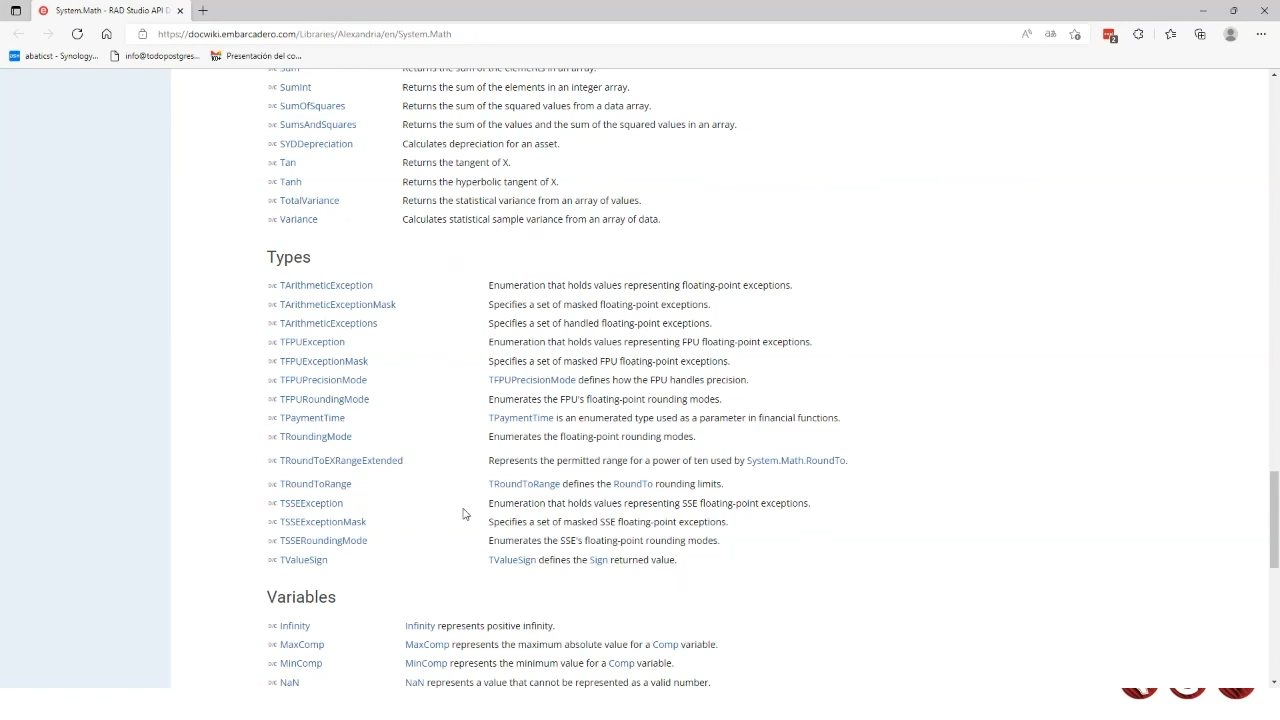 System.Math - RAD Studio API D
https://docwiki.embarcadero.com/Libraries/Alexandria/en/System.Math
2
abaticst - Synology...
info@todopostgres...
Presentación del co...
Sum Returns the sum of the elements in an array.
SumInt Returns the sum of the elements in an integer array.
SumOfSquares Returns the sum of the squared values from a data array.
SumsAndSquares Returns the sum of the values and the sum of the squared values in an array.
SYDDepreciation Calculates depreciation for an asset.
Tan Returns the tangent of X.
Tanh Returns the hyperbolic tangent of X.
TotalVariance Returns the statistical variance from an array of values.
Variance Calculates statistical sample variance from an array of data.
Types
TArithmeticException Enumeration that holds values representing floating-point exceptions.
TArithmeticExceptionMask Specifies a set of masked floating-point exceptions.
TArithmeticExceptions Specifies a set of handled floating-point exceptions.
TFPUException Enumeration that holds values representing FPU floating-point exceptions.
TFPUExceptionMask Specifies a set of masked FPU floating-point exceptions.
TFPUPrecisionMode TFPUPrecisionMode defines how the FPU handles precision.
TFPURoundingMode Enumerates the FPU's floating-point rounding modes.
TPaymentTime TPaymentTime is an enumerated type used as a parameter in financial functions.
TRoundingMode Enumerates the floating-point rounding modes.
TRoundToEXRangeExtended Represents the permitted range for a power of ten used by System.Math.RoundTo.
TRoundToRange TRoundToRange defines the RoundTo rounding limits.
TSSEException Enumeration that holds values representing SSE floating-point exceptions.
TSSEExceptionMask Specifies a set of masked SSE floating-point exceptions.
TSSERoundingMode Enumerates the SSE's floating-point rounding modes.
TValueSign TValueSign defines the Sign returned value.
Variables
Infinity Infinity represents positive infinity.
MaxComp MaxComp represents the maximum absolute value for a Comp variable.
MinComp MinComp represents the minimum value for a Comp variable.
NaN NaN represents a value that cannot be represented as a valid number.